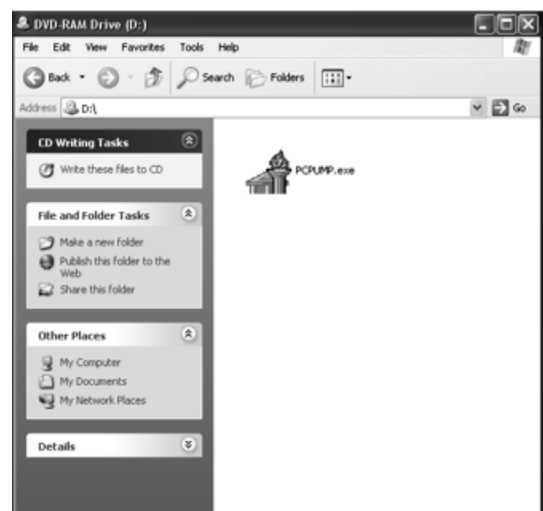 DVD-RAM Drive (D:)
File Edit View Favorites Tools Help
Back Search Folders
Address D:\ Go
CD Writing Tasks
Write these files to CD
PCPUMP.exe
File and Folder Tasks
Make a new folder
Publish this folder to the
Web
Share this folder
Other Places
My Computer
My Documents
My Network Places
Details